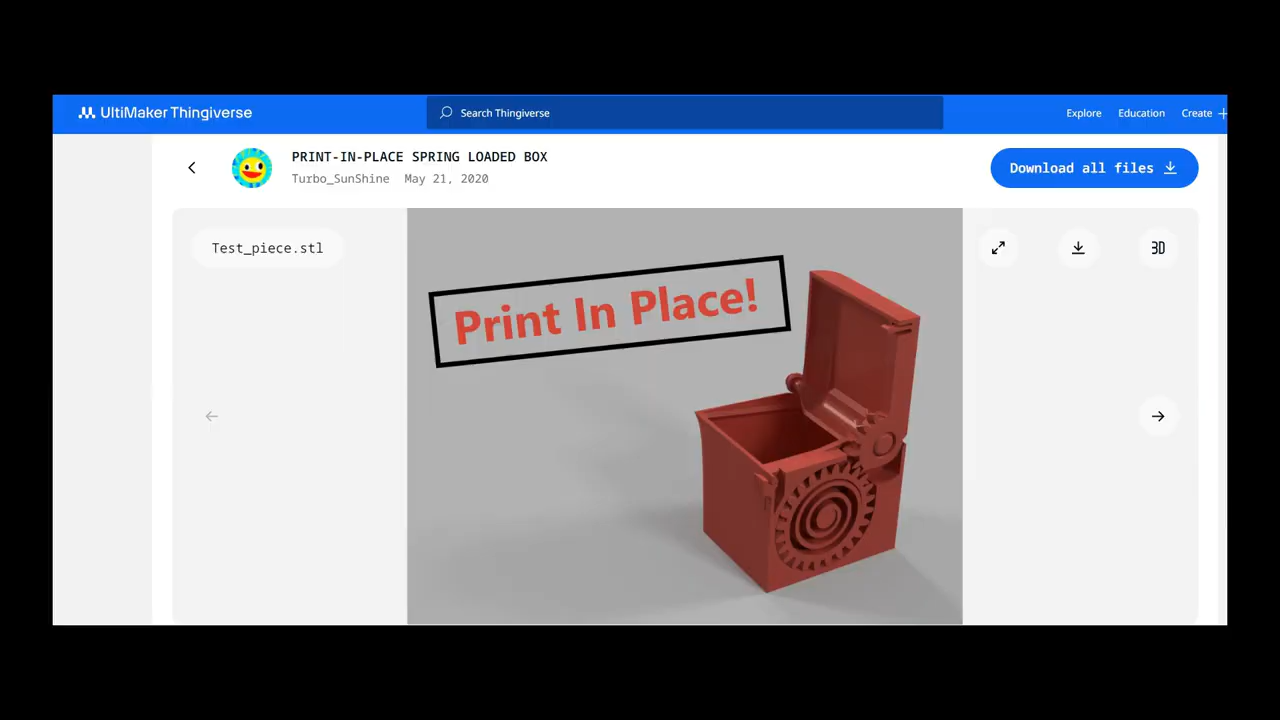 UltiMaker Thingiverse
Search Thingiverse
Explore
Education
Create
PRINT-IN-PLACE SPRING LOADED BOX
Turbo_SunShine May 21, 2020
Download all files
Test_piece.stl
3D
Print In Place!